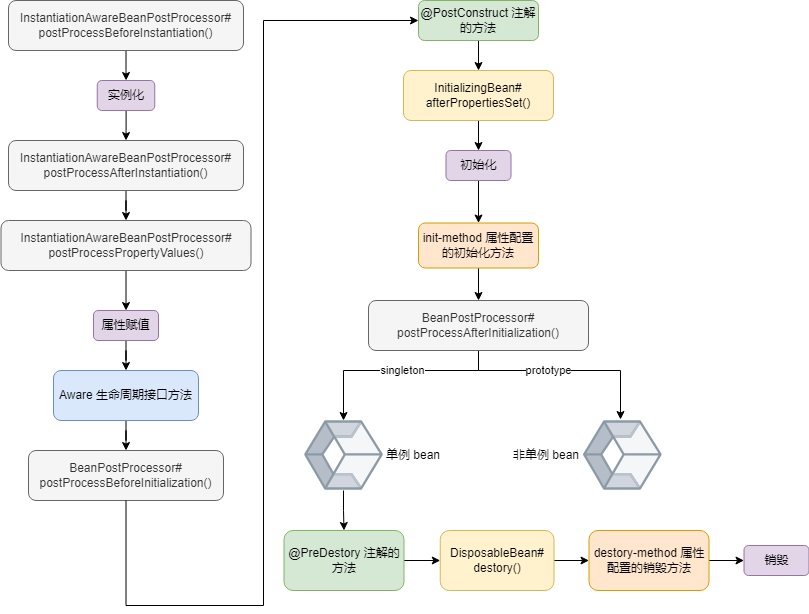 InstantiationAwareBeanPostProcessor#
postProcessBeforeInstantiation()
实例化
InstantiationAwareBeanPostProcessor#
postProcessAfterInstantiation()
InstantiationAwareBeanPostProcessor#
postProcessPropertyValues()
属性赋值
Aware 生命周期接口方法
BeanPostProcessor#
postProcessBeforeInitialization()
@PostConstruct 注解
的方法
InitializingBean#
afterPropertiesSet()
初始化
init-method 属性配置
的初始化方法
BeanPostProcessor#
postProcessAfterInitialization()
singleton
prototype
单例 bean
非单例 bean
@PreDestory 注解的
方法
DisposableBean#
destory()
destory-method 属性
配置的销毁方法
销毁